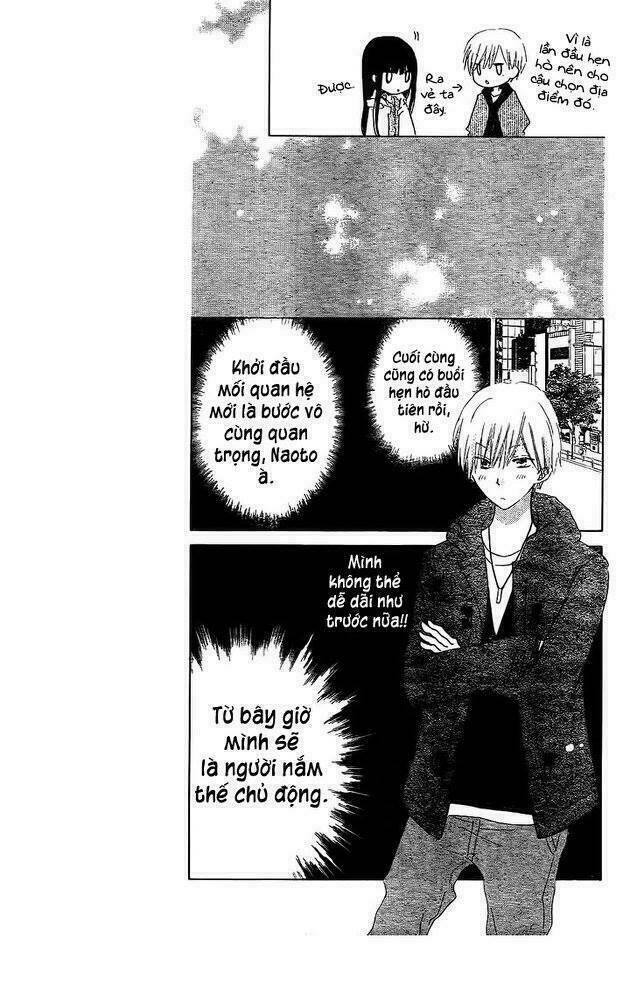 Vì là
lần đầu hẹn
hò nên cho
cậu chọn địa
điểm đó.
Ra
vẻ ta
đây.
Được.
Cuối cùng
cũng có buổi
hẹn hò đầu
tiên rồi,
hừ.
Khởi đầu
mối quan hệ
mới là bước vô
cùng quan
trọng, Naoto
à.
Mình
không thể
dễ dãi như
trước nữa!!
Từ bây giờ
mình sẽ
là người nắm
thế chủ động.